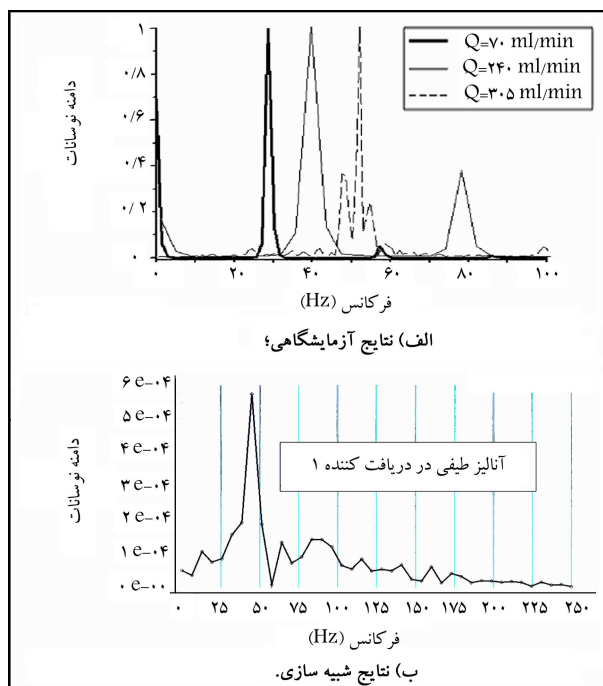 Q=۷۰ ml/min
Q=۲۴۰ ml/min
Q=۳۰۵ ml/min
دامنه نوسانات
۱
۰/۸
۰/۶
۰/۴
۰/۲
۰
۰ ۲۰ ۴۰ ۶۰ ۸۰ ۱۰۰
فرکانس (Hz)
الف) نتایج آزمایشگاهی؛
دامنه نوسانات
۶ e-۰۴
۵ e-۰۴
۴ e-۰۴
۳ e-۰۴
۲ e-۰۴
۱ e-۰۴
۰ e-۰۰
آنالیز طیفی در دریافت کننده ۱
۰ ۲۵ ۵۰ ۷۵ ۱۰۰ ۱۲۵ ۱۵۰ ۱۷۵ ۲۰۰ ۲۲۵ ۲۵۰
فرکانس (Hz)
ب) نتایج شبیه سازی.